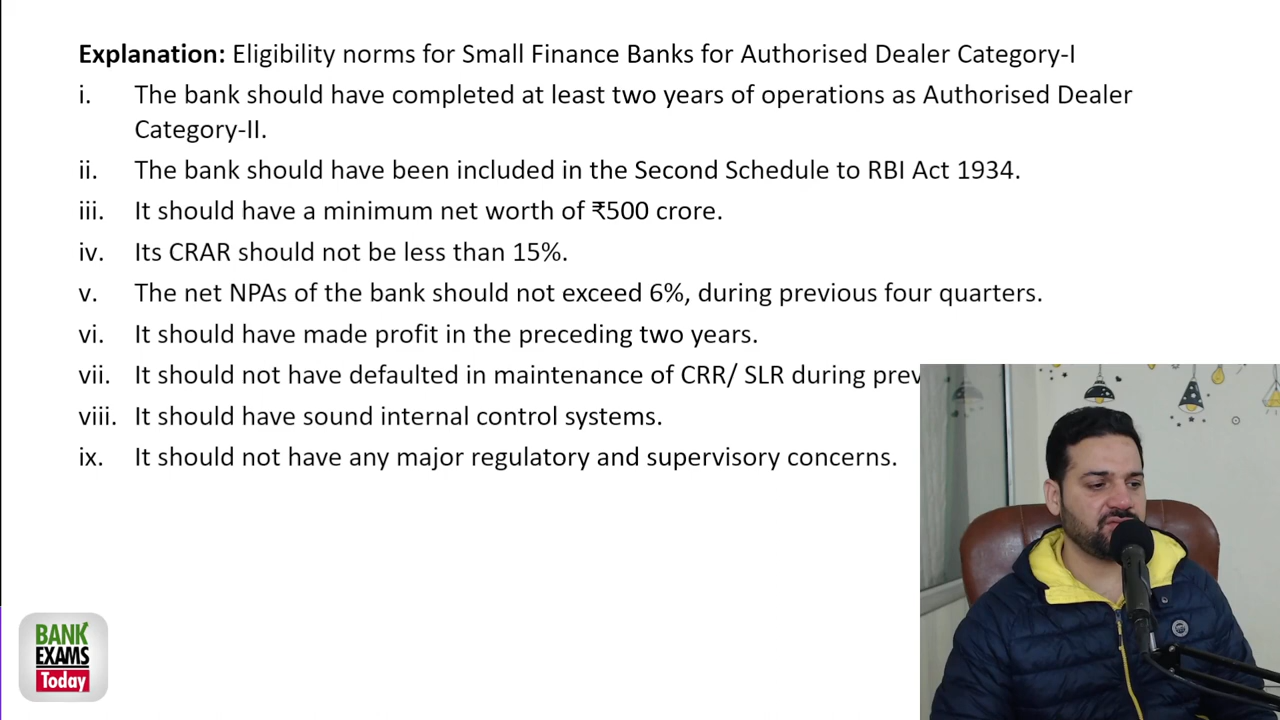 Explanation: Eligibility norms for Small Finance Banks for Authorised Dealer Category-I
i. The bank should have completed at least two years of operations as Authorised Dealer
Category-II.
ii. The bank should have been included in the Second Schedule to RBI Act 1934.
iii. It should have a minimum net worth of ₹500 crore.
iv. Its CRAR should not be less than 15%.
v. The net NPAs of the bank should not exceed 6%, during previous four quarters.
vi. It should have made profit in the preceding two years.
vii. It should not have defaulted in maintenance of CRR/ SLR during
viii. It should have sound internal control systems.
ix. It should not have any major regulatory and supervisory concerns.
BANK
EXAMS
Today